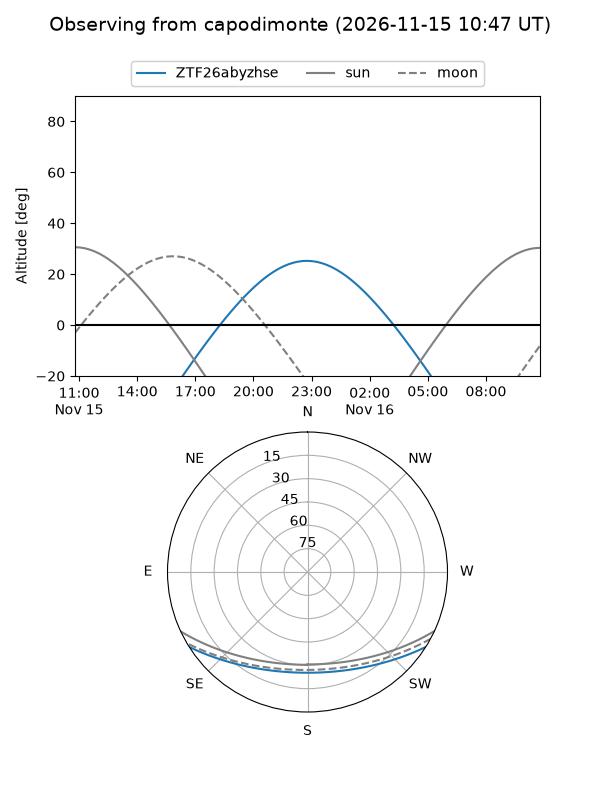 Observing from capodimonte (2026-11-15 10:47 UT)
ZTF26abyzhse sun moon
Altitude [deg]
80
60
40
20
0
−20
11:00 14:00 17:00 20:00 23:00 02:00 05:00 08:00
Nov 15 Nov 16
N
NE NW
15
30
45
60
75
E W
SE SW
S